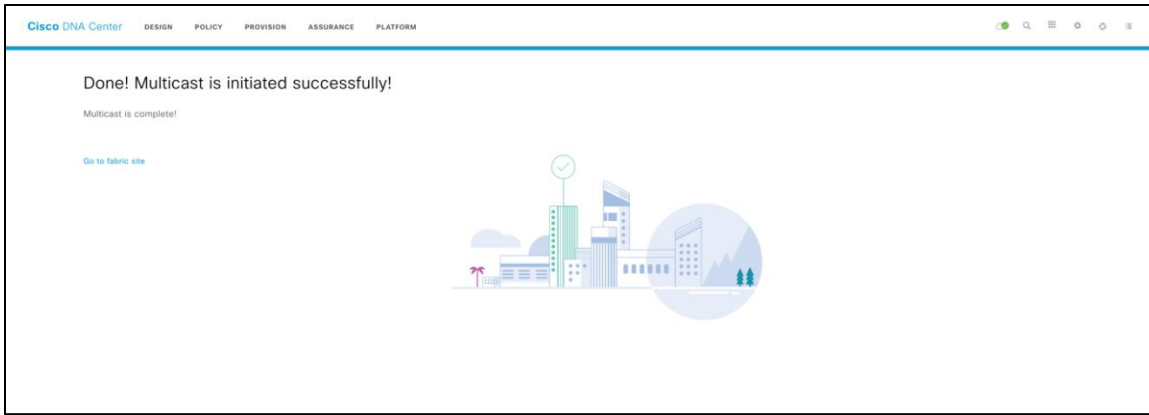 Cisco DNA Center DESIGN POLICY PROVISION ASSURANCE PLATFORM
Done! Multicast is initiated successfully!
Multicast is complete!
Go to fabric site